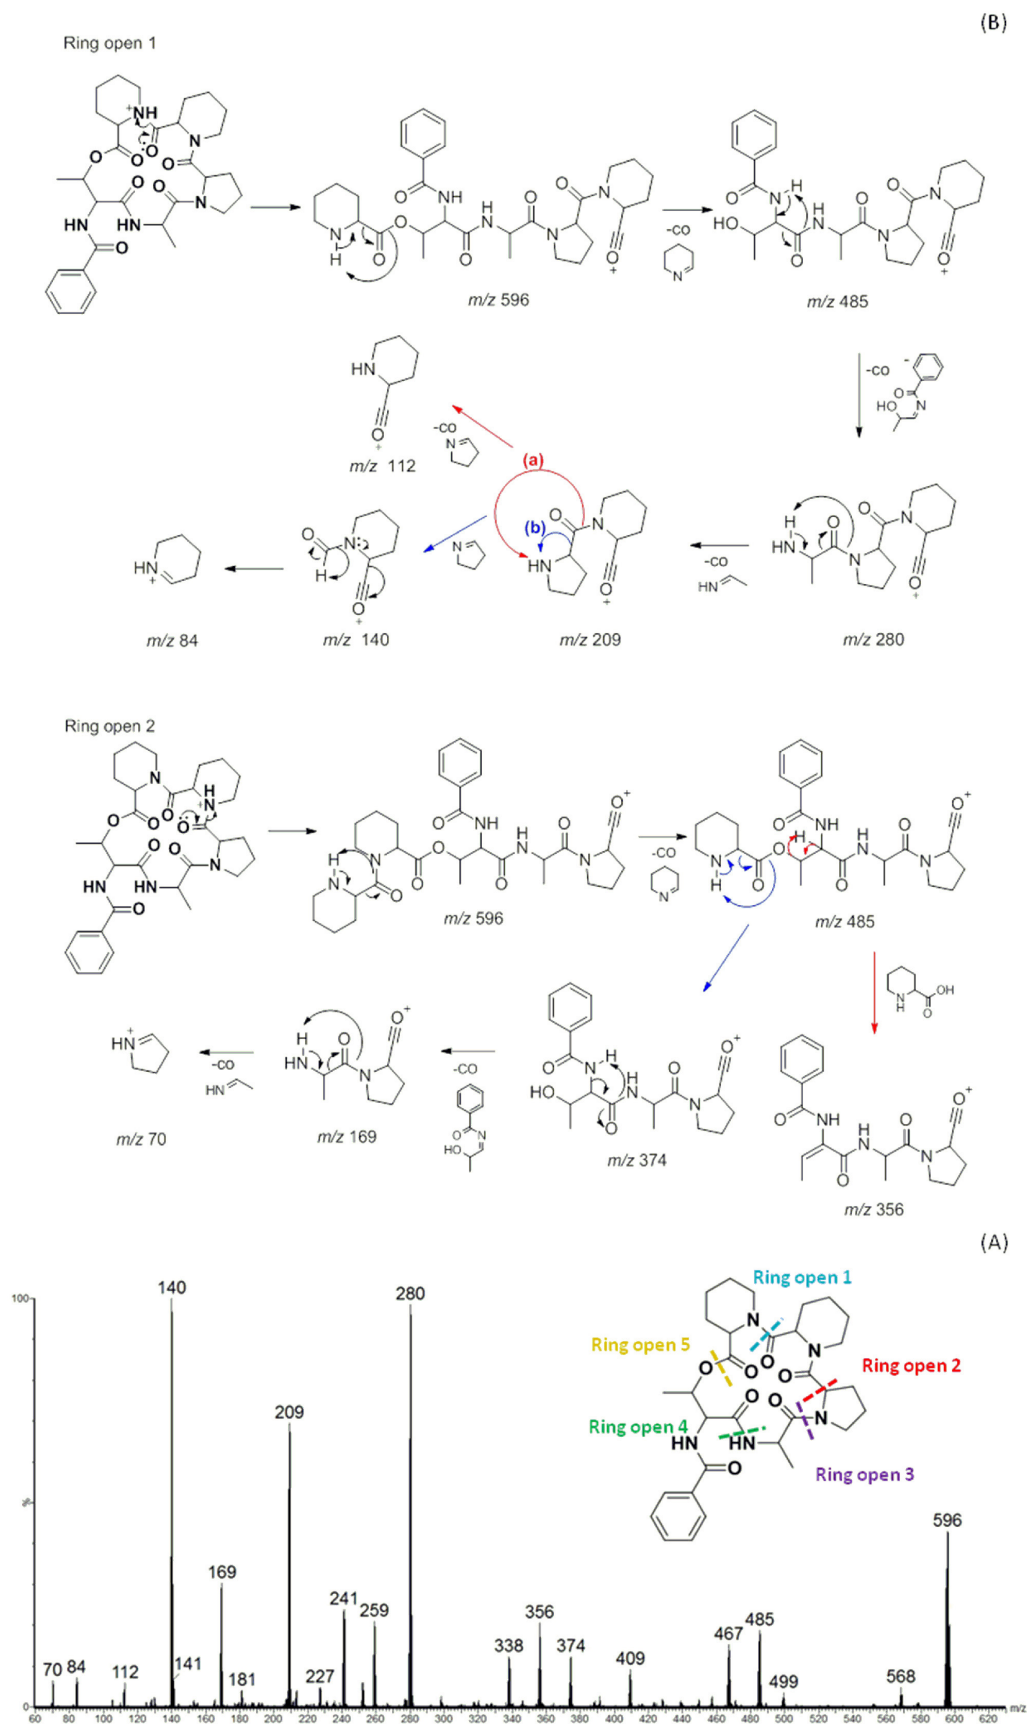 (B)
Ring open 1
m/z 596
-CO
m/z 485
-CO
m/z 112
-CO
(a)
(b)
m/z 84
m/z 140
m/z 209
-CO
m/z 280
Ring open 2
m/z 596
-CO
m/z 485
m/z 70
-CO
m/z 169
-CO
m/z 374
m/z 356
(A)
Ring open 1
Ring open 5
Ring open 2
Ring open 4
Ring open 3
100
%
0
140
280
209
596
169
241
259
356
485
467
338
374
409
70
84
112
141
181
227
499
568
60 80 100 120 140 160 180 200 220 240 260 280 300 320 340 360 380 400 420 440 460 480 500 520 540 560 580 600 620
m/z